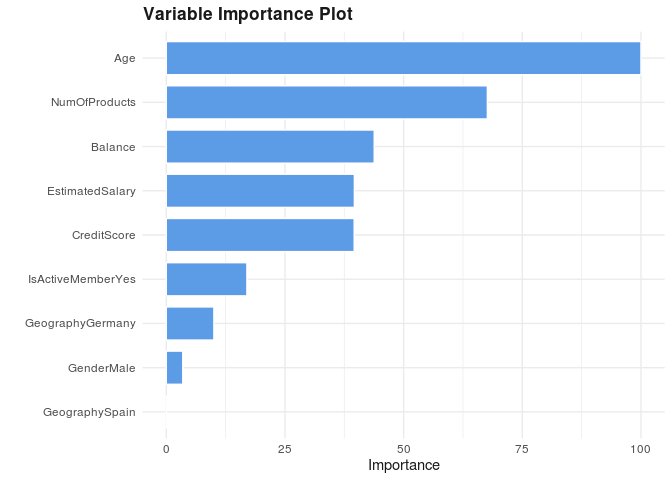 Variable Importance Plot
Age
NumOfProducts
Balance
EstimatedSalary
CreditScore
IsActiveMemberYes
GeographyGermany
GenderMale
GeographySpain
0 25 50 75 100
Importance